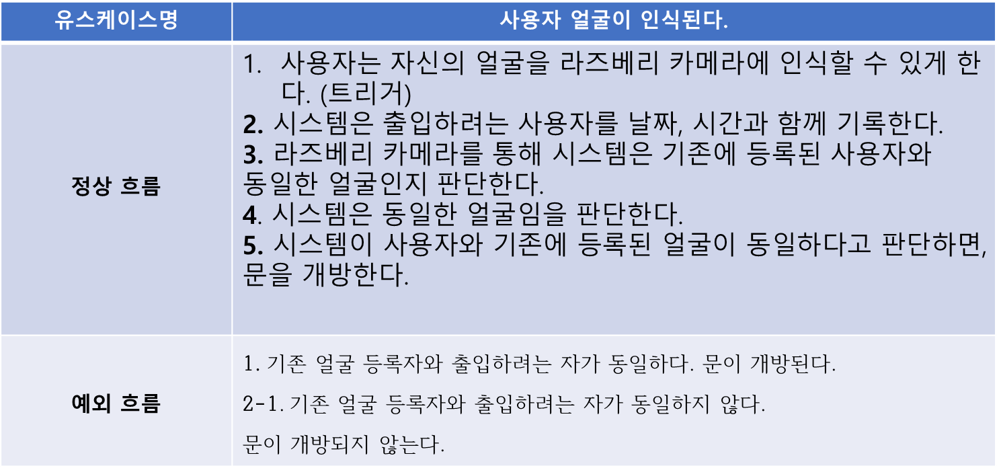 유스케이스명
사용자 얼굴이 인식된다.
정상 흐름
1. 사용자는 자신의 얼굴을 라즈베리 카메라에 인식할 수 있게 한
다. (트리거)
2. 시스템은 출입하려는 사용자를 날짜, 시간과 함께 기록한다.
3. 라즈베리 카메라를 통해 시스템은 기존에 등록된 사용자와
동일한 얼굴인지 판단한다.
4. 시스템은 동일한 얼굴임을 판단한다.
5. 시스템이 사용자와 기존에 등록된 얼굴이 동일하다고 판단하면,
문을 개방한다.
예외 흐름
1. 기존 얼굴 등록자와 출입하려는 자가 동일하다. 문이 개방된다.
2-1. 기존 얼굴 등록자와 출입하려는 자가 동일하지 않다.
문이 개방되지 않는다.